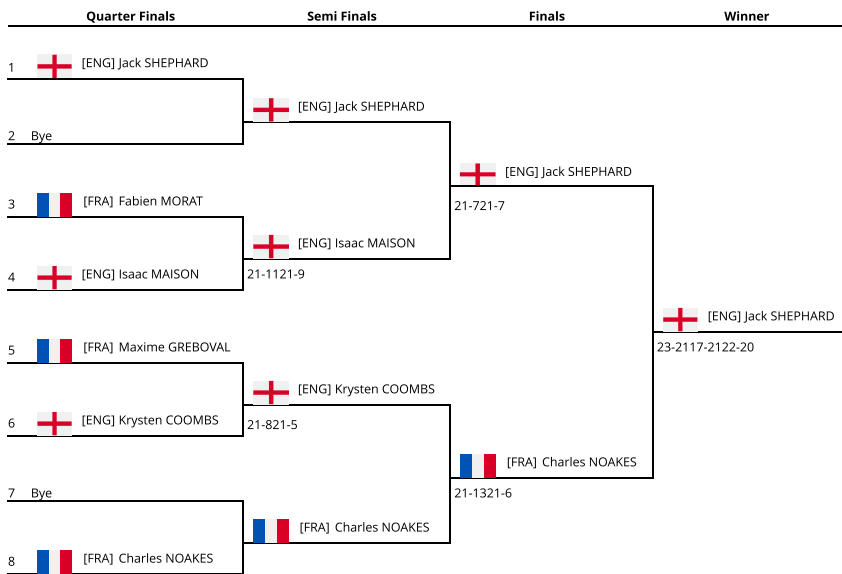 Quarter Finals Semi Finals Finals Winner
1 [ENG] Jack SHEPHARD
[ENG] Jack SHEPHARD
2 Bye
[ENG] Jack SHEPHARD
3 [FRA] Fabien MORAT
21-721-7
[ENG] Isaac MAISON
4 [ENG] Isaac MAISON
21-1121-9
[ENG] Jack SHEPHARD
5 [FRA] Maxime GREBOVAL
23-2117-2122-20
[ENG] Krysten COOMBS
6 [ENG] Krysten COOMBS
21-821-5
[FRA] Charles NOAKES
7 Bye
21-1321-6
[FRA] Charles NOAKES
8 [FRA] Charles NOAKES